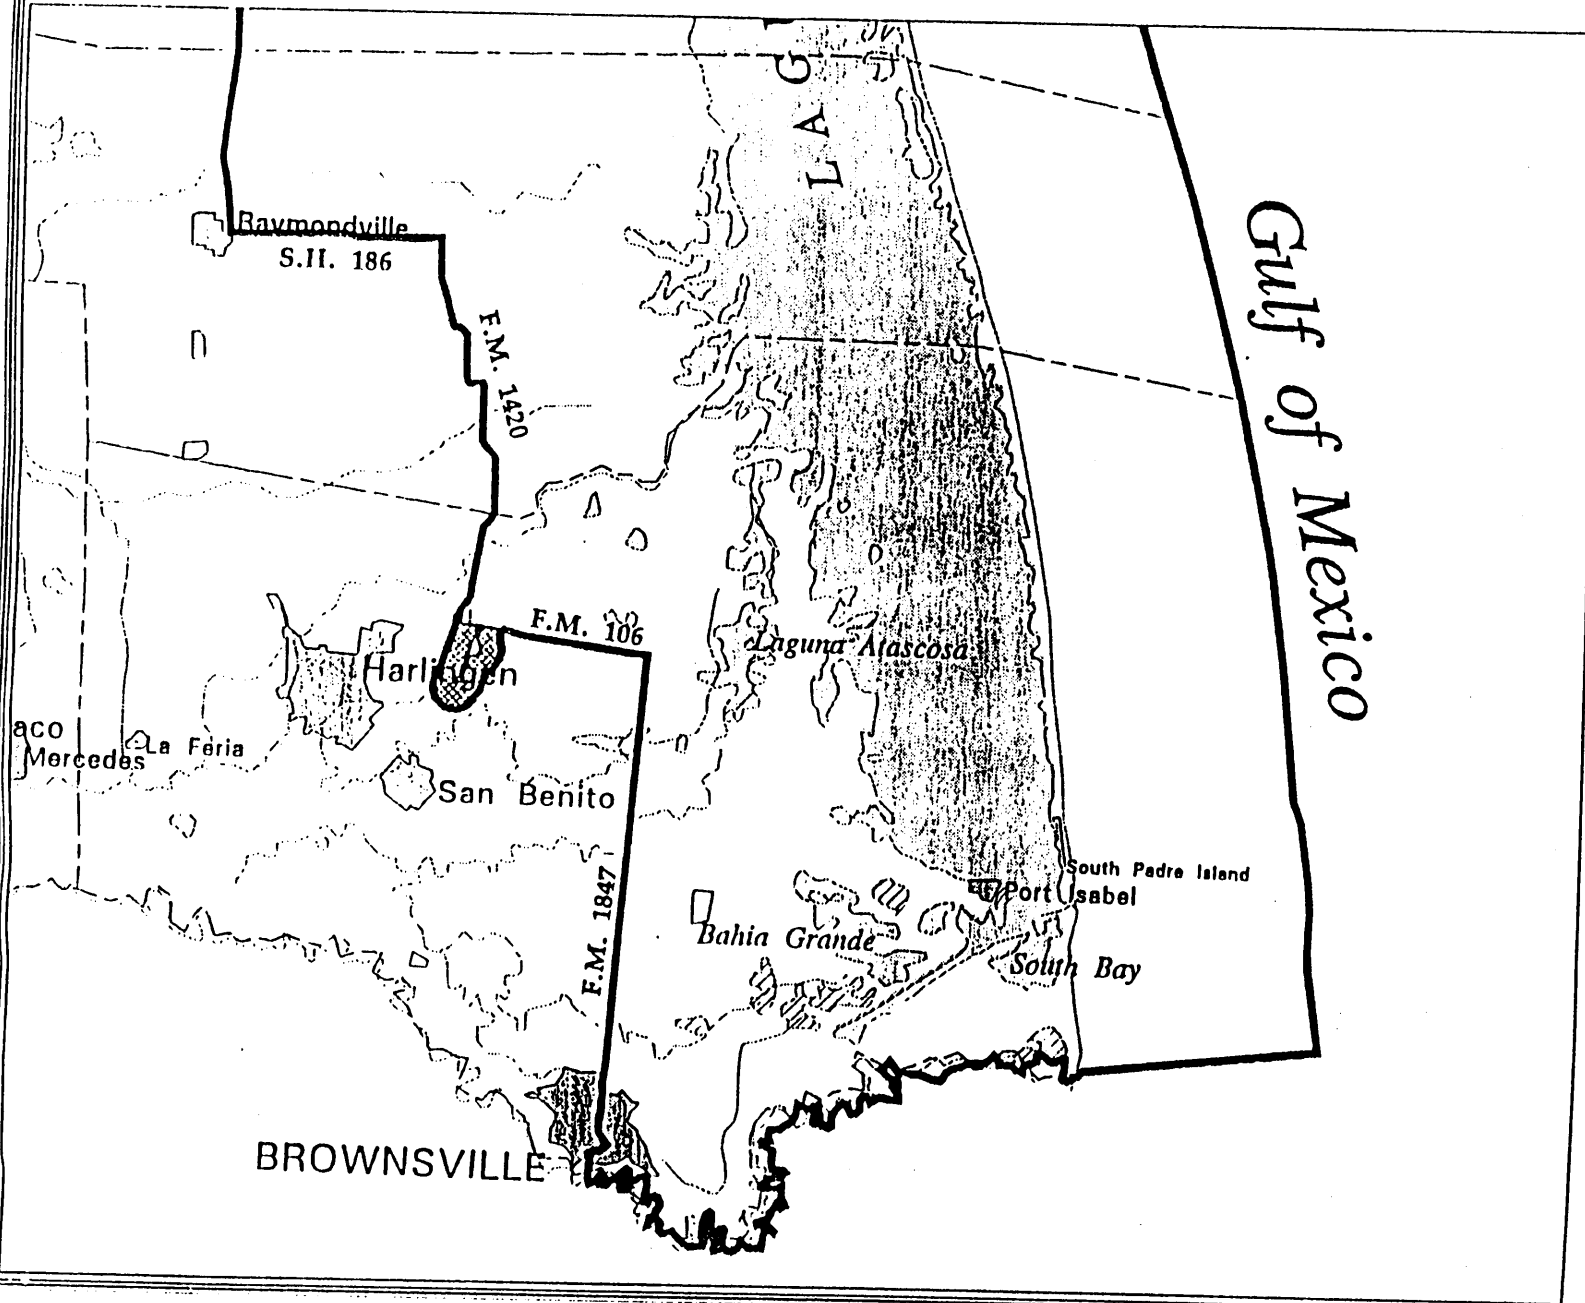 L A G
Gulf of Mexico
Raymondville
S.H. 186
F.M. 1420
F.M. 106
Laguna Atascosa
Harlingen
aco
Mercedes
La Feria
San Benito
South Padre Island
Port Isabel
F.M. 1847
Bahia Grande
South Bay
BROWNSVILLE